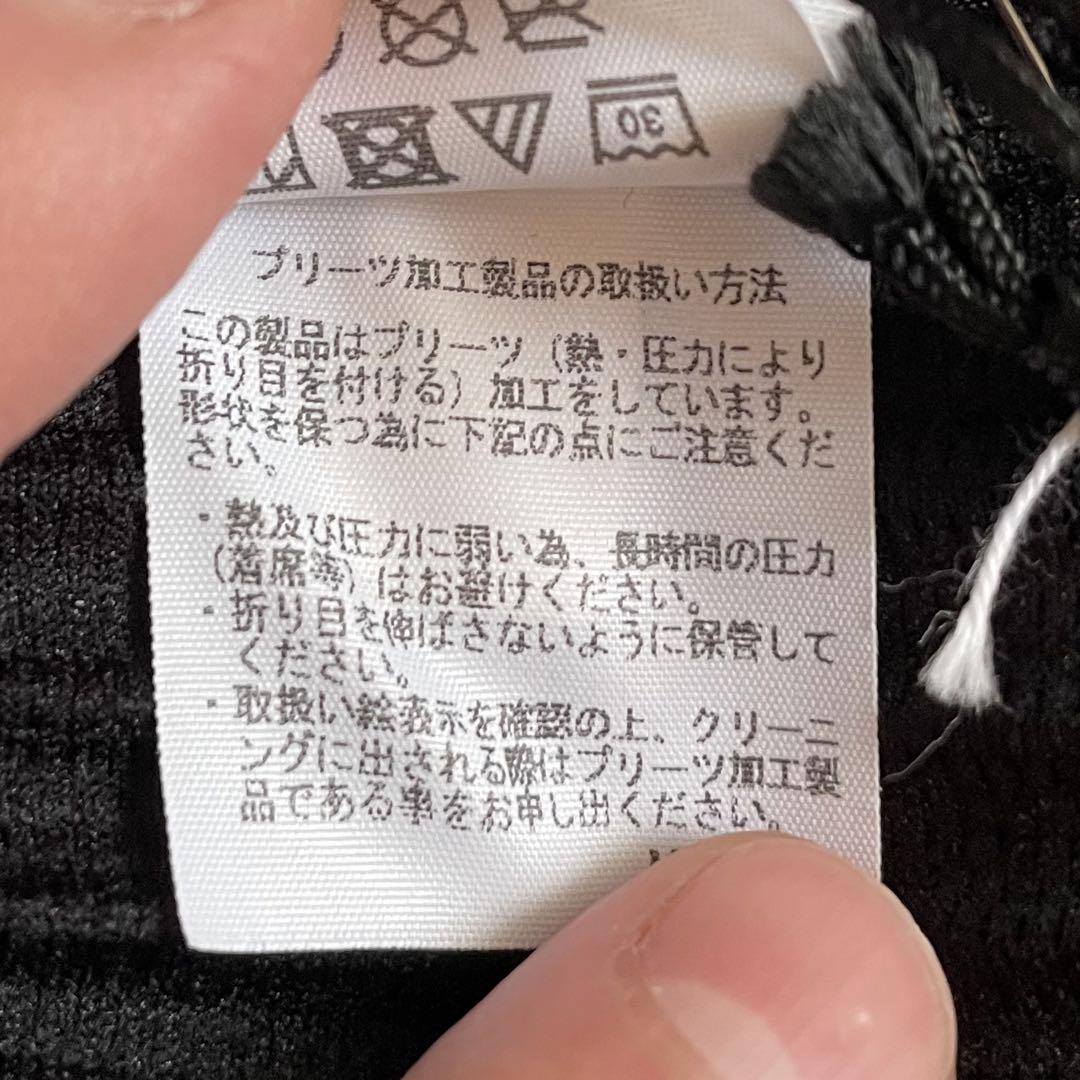 30
プリーツ加工製品の取扱い方法
この製品はプリーツ（熱・圧力により
折り目を付ける）加工をしています。
形状を保つ為に下記の点にご注意くだ
さい。
・熱及び圧力に弱い為、長時間の圧力
（着席等）はお避けください。
・折り目を伸ばさないように保管して
ください。
・取扱い絵表示を確認の上、クリーニ
ングに出される際はプリーツ加工製
品である事をお申し出ください。